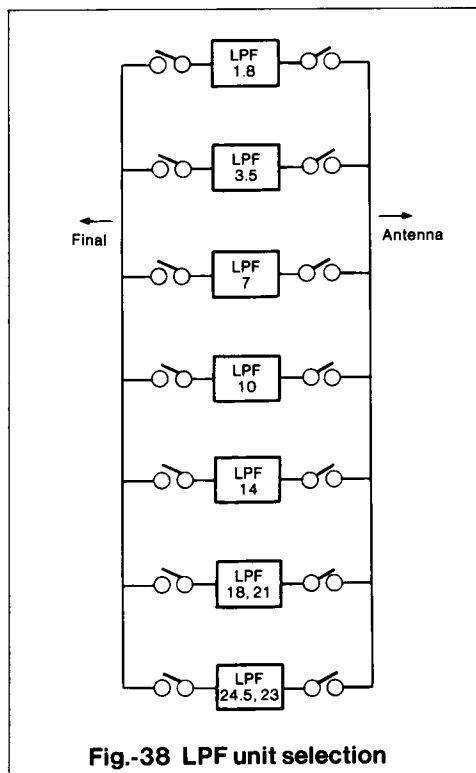 LPF
1.8
LPF
3.5
Final
Antenna
LPF
7
LPF
10
LPF
14
LPF
18, 21
LPF
24.5, 23
Fig.-38 LPF unit selection